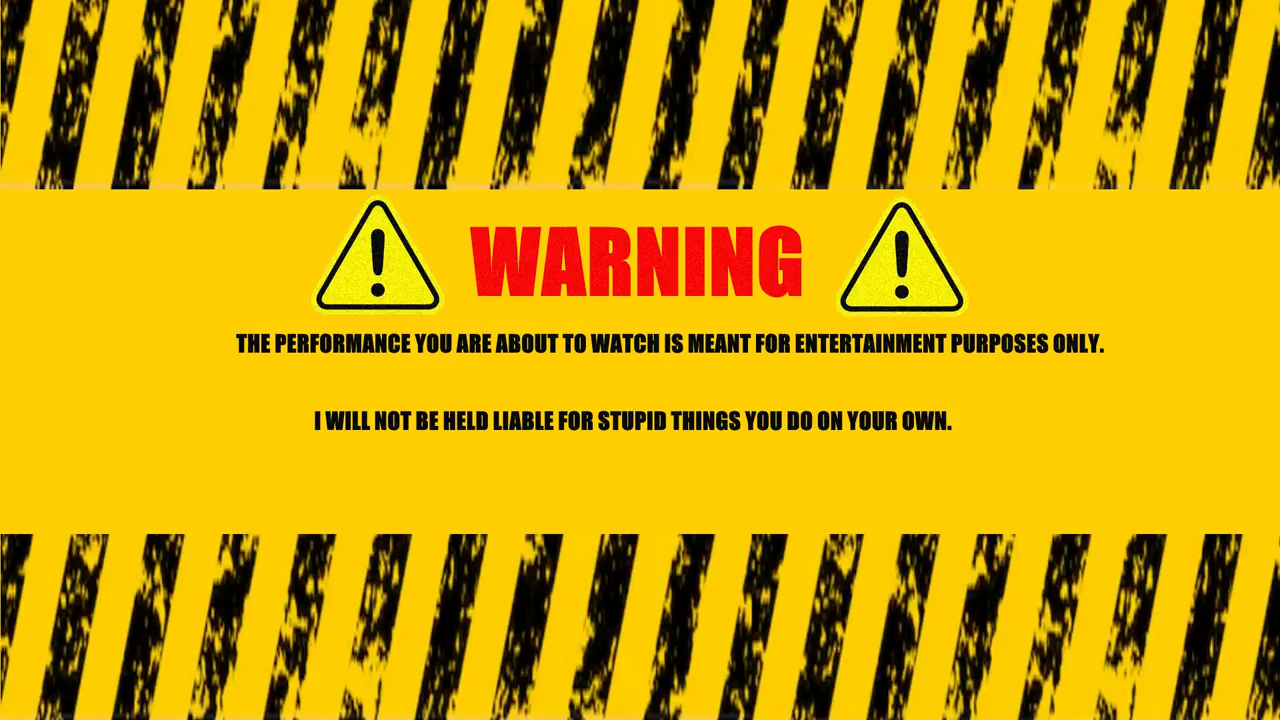 WARNING
THE PERFORMANCE YOU ARE ABOUT TO WATCH IS MEANT FOR ENTERTAINMENT PURPOSES ONLY.
I WILL NOT BE HELD LIABLE FOR STUPID THINGS YOU DO ON YOUR OWN.